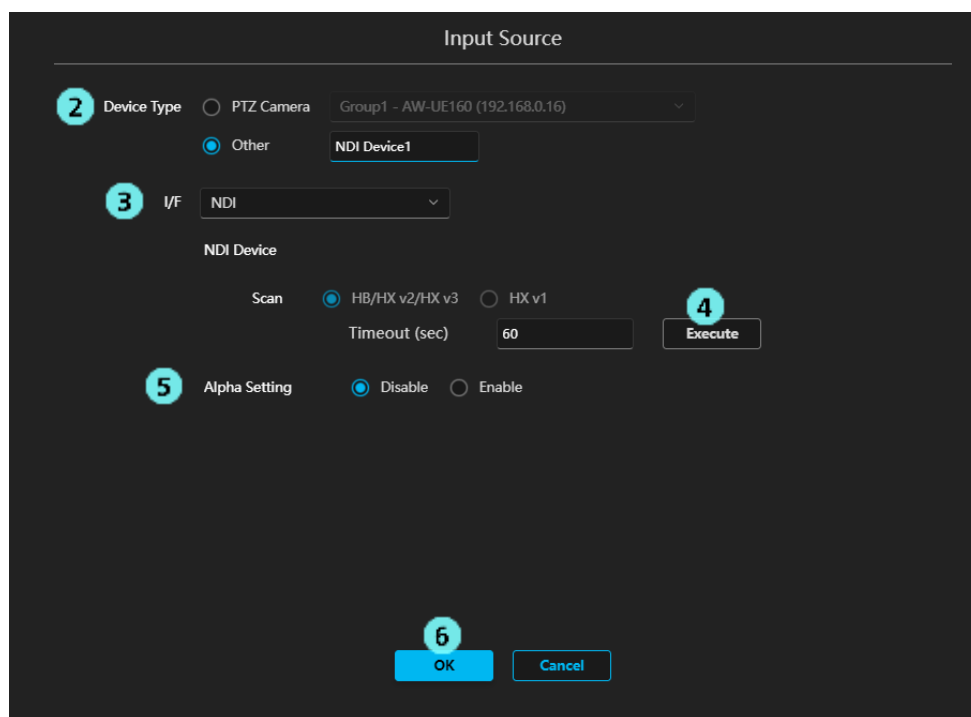 Input Source
2 Device Type PTZ Camera Group1 - AW-UE160 (192.168.0.16)
Other NDI Device1
3 I/F NDI
NDI Device
Scan HB/HX v2/HX v3 HX v1
4
Timeout (sec) 60 Execute
5 Alpha Setting Disable Enable
6
OK Cancel